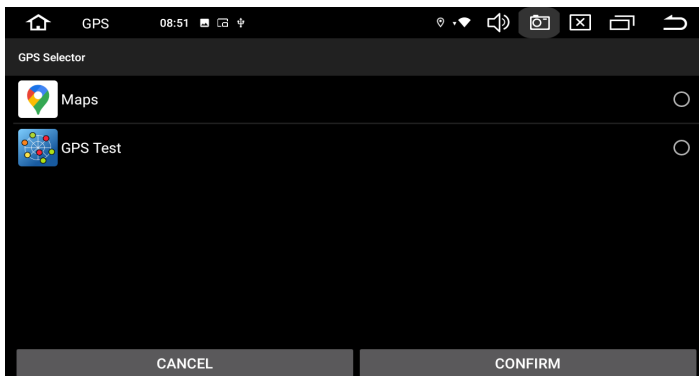 GPS 08:51
GPS Selector
Maps
GPS Test
CANCEL CONFIRM